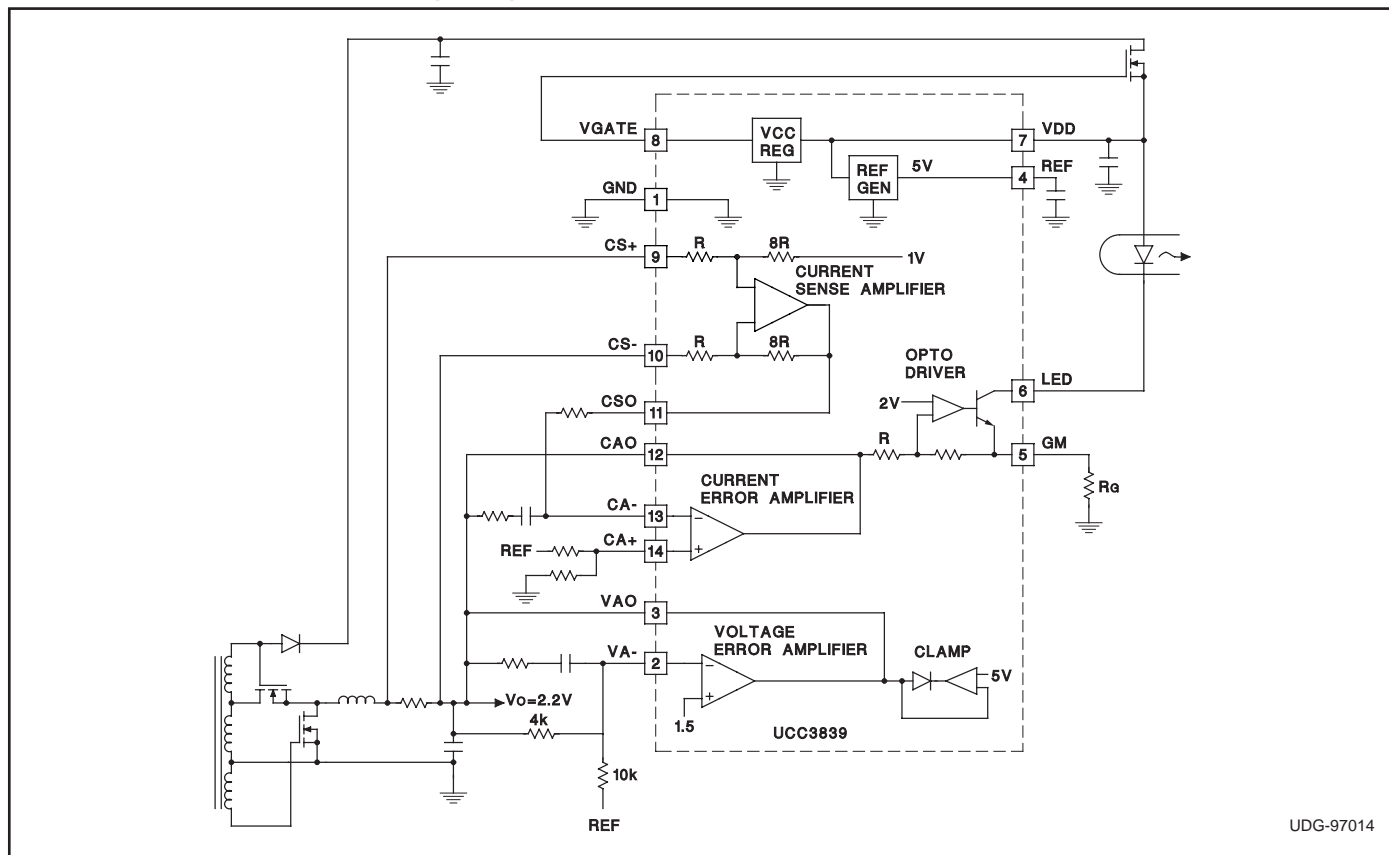 VGATE
8
VCC
REG
7
VDD
REF
GEN
5V
4
REF
GND
1
CS+
9
R
8R
1V
CURRENT
SENSE AMPLIFIER
CS-
10
R
8R
OPTO
DRIVER
6
LED
2V
CSO
11
CAO
12
R
5
GM
RG
CURRENT
ERROR AMPLIFIER
CA-
13
−
REF
CA+
14
+
VAO
3
VOLTAGE
ERROR AMPLIFIER
VA-
2
−
+
1.5
CLAMP
5V
Vo=2.2V
4k
UCC3839
10k
REF
UDG-97014